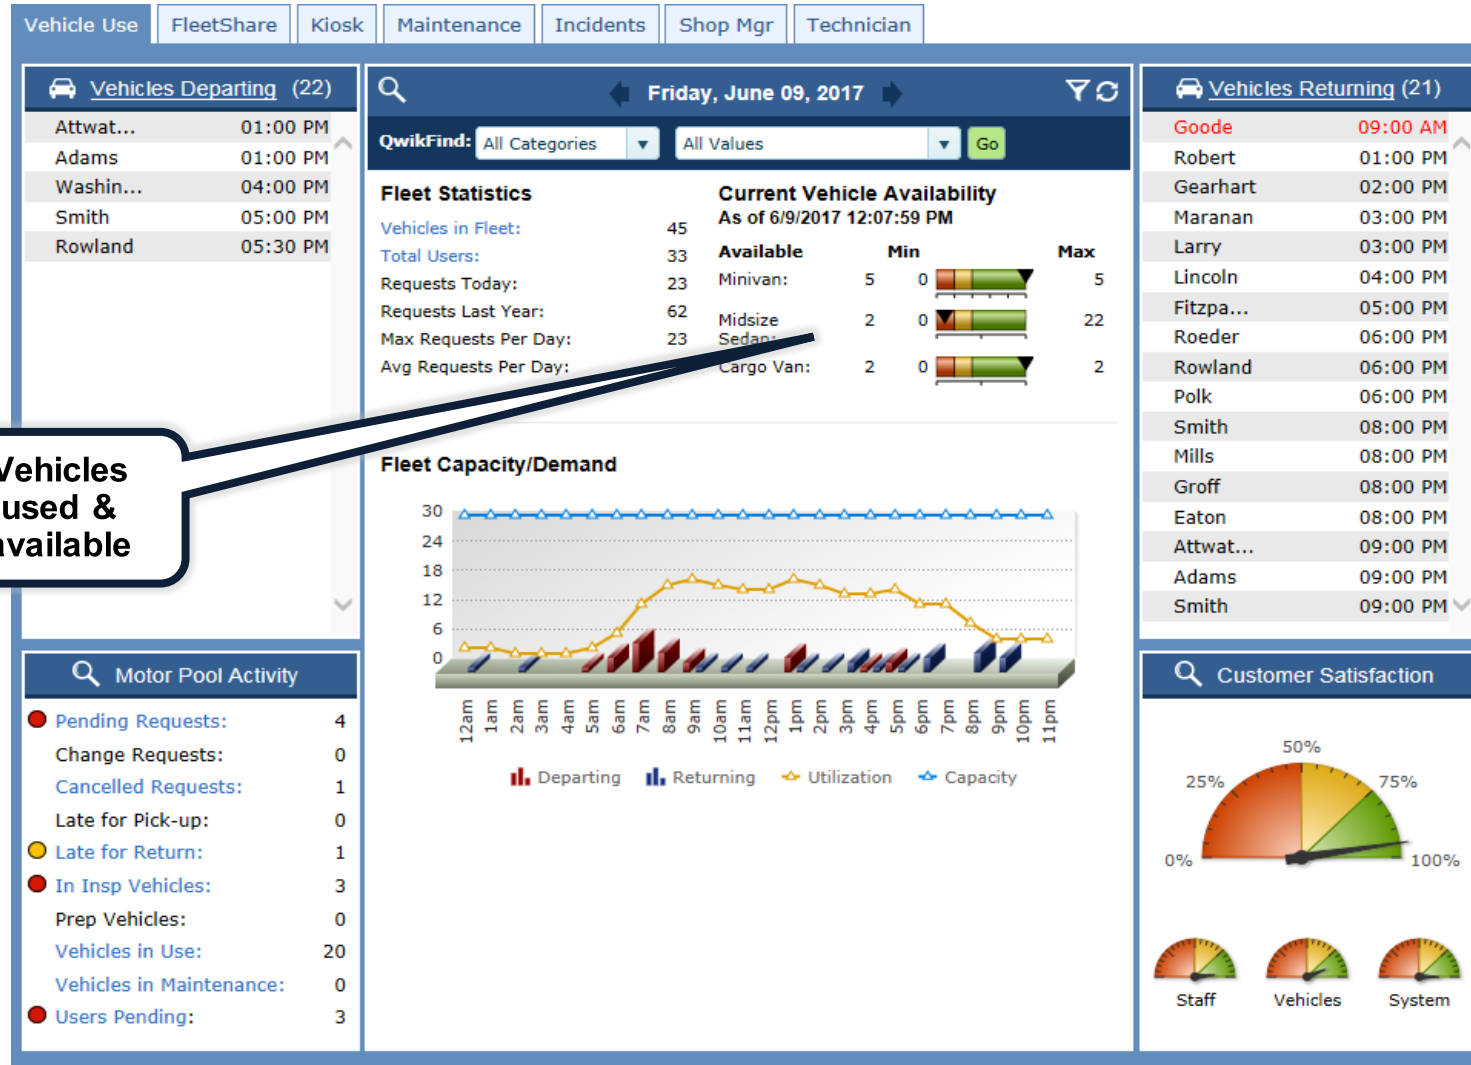 Vehicle Use FleetShare Kiosk Maintenance Incidents Shop Mgr Technician
Vehicles Departing (22)
Attwat... 01:00 PM
Adams 01:00 PM
Washin... 04:00 PM
Smith 05:00 PM
Rowland 05:30 PM
Vehicles
used &
available
Motor Pool Activity
Pending Requests: 4
Change Requests: 0
Cancelled Requests: 1
Late for Pick-up: 0
Late for Return: 1
In Insp Vehicles: 3
Prep Vehicles: 0
Vehicles in Use: 20
Vehicles in Maintenance: 0
Users Pending: 3
Friday, June 09, 2017
QwikFind: All Categories All Values Go
Fleet Statistics
Vehicles in Fleet: 45
Total Users: 33
Requests Today: 23
Requests Last Year: 62
Max Requests Per Day: 23
Avg Requests Per Day:
Current Vehicle Availability
As of 6/9/2017 12:07:59 PM
Available Min Max
Minivan: 5 0 5
Midsize 2 0 22
Sedan:
Cargo Van: 2 0 2
Fleet Capacity/Demand
30
24
18
12
6
0
12am 1am 2am 3am 4am 5am 6am 7am 8am 9am 10am 11am 12pm 1pm 2pm 3pm 4pm 5pm 6pm 7pm 8pm 9pm 10pm 11pm
Departing Returning Utilization Capacity
Vehicles Returning (21)
Goode 09:00 AM
Robert 01:00 PM
Gearhart 02:00 PM
Maranan 03:00 PM
Larry 03:00 PM
Lincoln 04:00 PM
Fitzpa... 05:00 PM
Roeder 06:00 PM
Rowland 06:00 PM
Polk 06:00 PM
Smith 08:00 PM
Mills 08:00 PM
Groff 08:00 PM
Eaton 08:00 PM
Attwat... 09:00 PM
Adams 09:00 PM
Smith 09:00 PM
Customer Satisfaction
50%
25% 75%
0% 100%
Staff Vehicles System